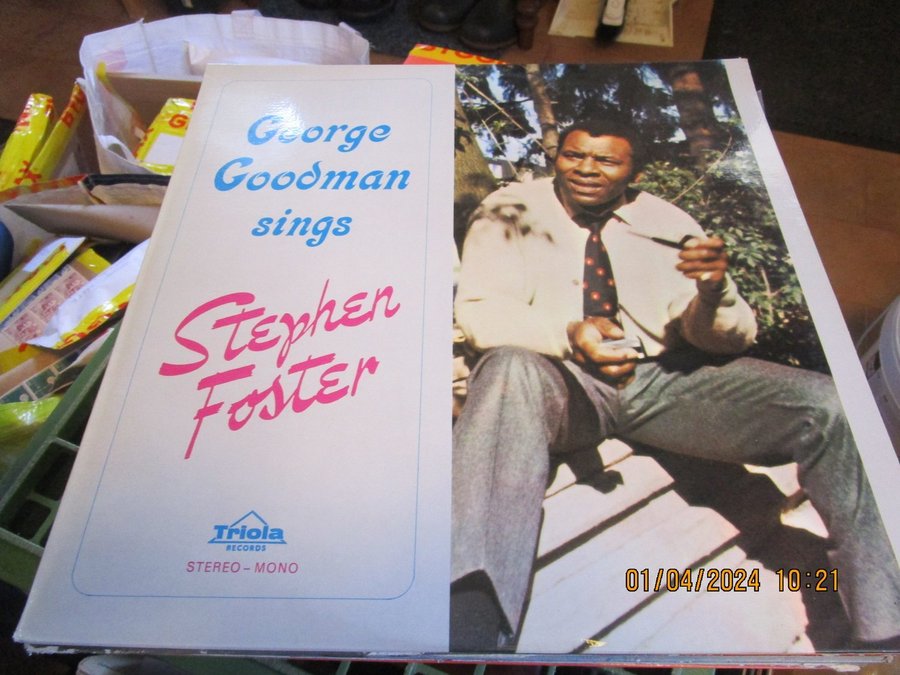 George
Goodman
sings
Stephen
Foster
Triola
RECORDS
STEREO – MONO
01/04/2024 10:21